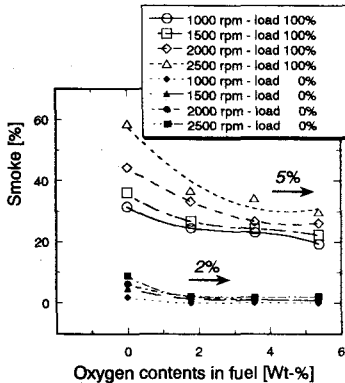 1000 rpm - load 100%
1500 rpm - load 100%
2000 rpm - load 100%
2500 rpm - load 100%
1000 rpm - load 0%
1500 rpm - load 0%
2000 rpm - load 0%
2500 rpm - load 0%
60
40
20
0
Smoke [%]
5%
2%
0 2 4 6
Oxygen contents in fuel [Wt-%]